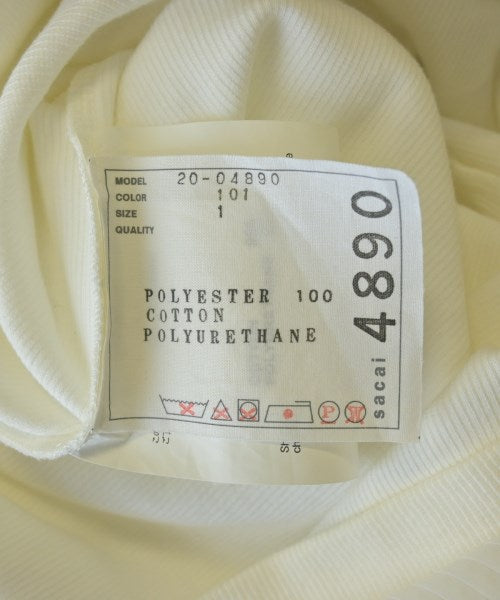 MODEL 20-04890
COLOR 101
SIZE 1
QUALITY
POLYESTER 100
COTTON
POLYURETHANE
P
sacai 4890